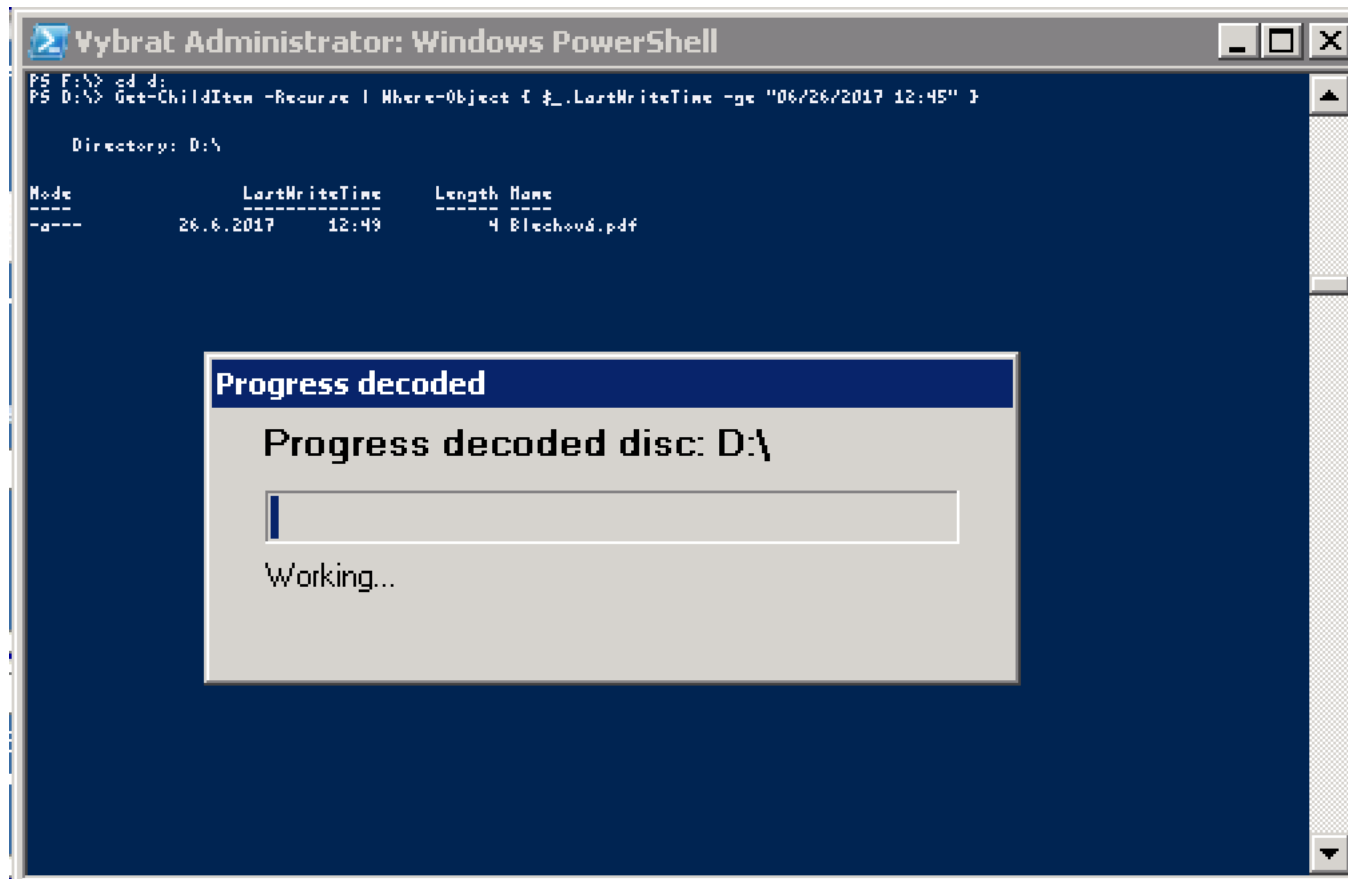 Vybrat Administrator: Windows PowerShell
PS F:\> cd d:
PS D:\> Get-ChildItem -Recurse | Where-Object { $_.LastWriteTime -ge "06/26/2017 12:45" }
Directory: D:\
Mode LastWriteTime Length Name
---- ------------- ------ ----
-a--- 26.6.2017 12:49 4 Blechová.pdf
Progress decoded
Progress decoded disc: D:\
Working...